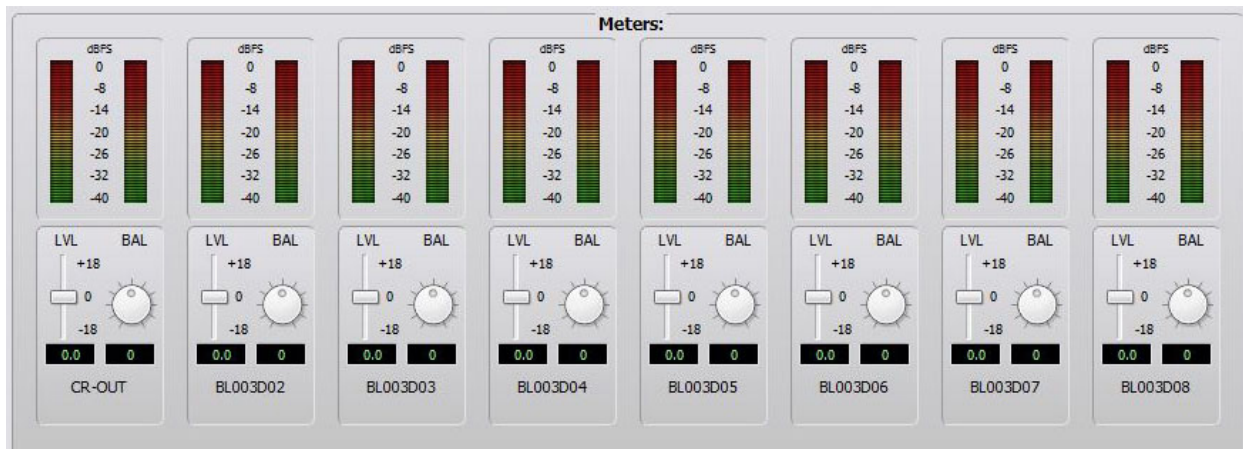 Meters:
dBFS dBFS dBFS dBFS dBFS dBFS dBFS dBFS
0 0 0 0 0 0 0 0
-8 -8 -8 -8 -8 -8 -8 -8
-14 -14 -14 -14 -14 -14 -14 -14
-20 -20 -20 -20 -20 -20 -20 -20
-26 -26 -26 -26 -26 -26 -26 -26
-32 -32 -32 -32 -32 -32 -32 -32
-40 -40 -40 -40 -40 -40 -40 -40
LVL BAL LVL BAL LVL BAL LVL BAL LVL BAL LVL BAL LVL BAL LVL BAL
+18 +18 +18 +18 +18 +18 +18 +18
0 0 0 0 0 0 0 0
-18 -18 -18 -18 -18 -18 -18 -18
0.0 0 0.0 0 0.0 0 0.0 0 0.0 0 0.0 0 0.0 0 0.0 0
CR-OUT BL003D02 BL003D03 BL003D04 BL003D05 BL003D06 BL003D07 BL003D08